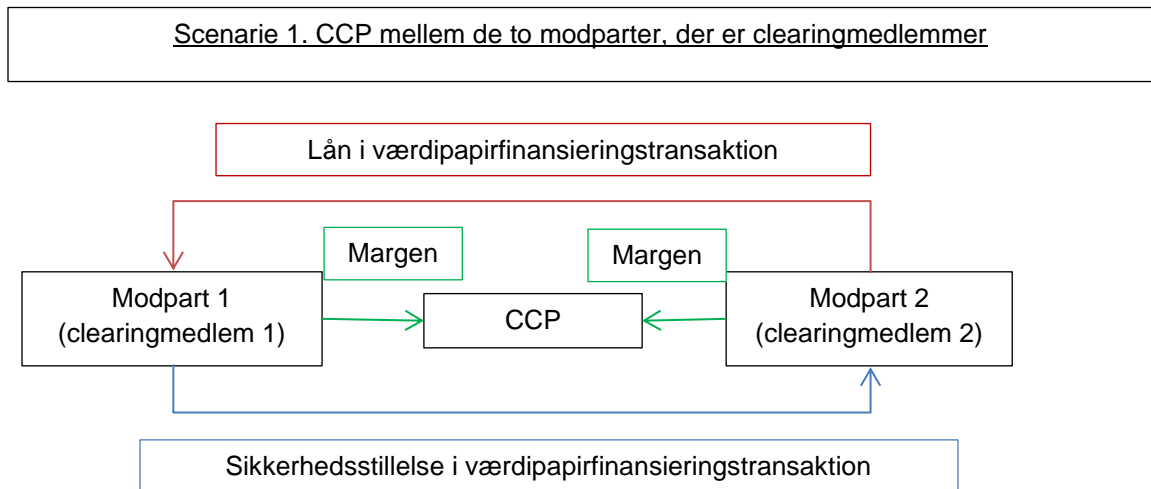 Scenarie 1. CCP mellem de to modparter, der er clearingmedlemmer
Lån i værdipapirfinansieringstransaktion
Margen
Margen
Modpart 1
(clearingmedlem 1)
CCP
Modpart 2
(clearingmedlem 2)
Sikkerhedsstillelse i værdipapirfinansieringstransaktion